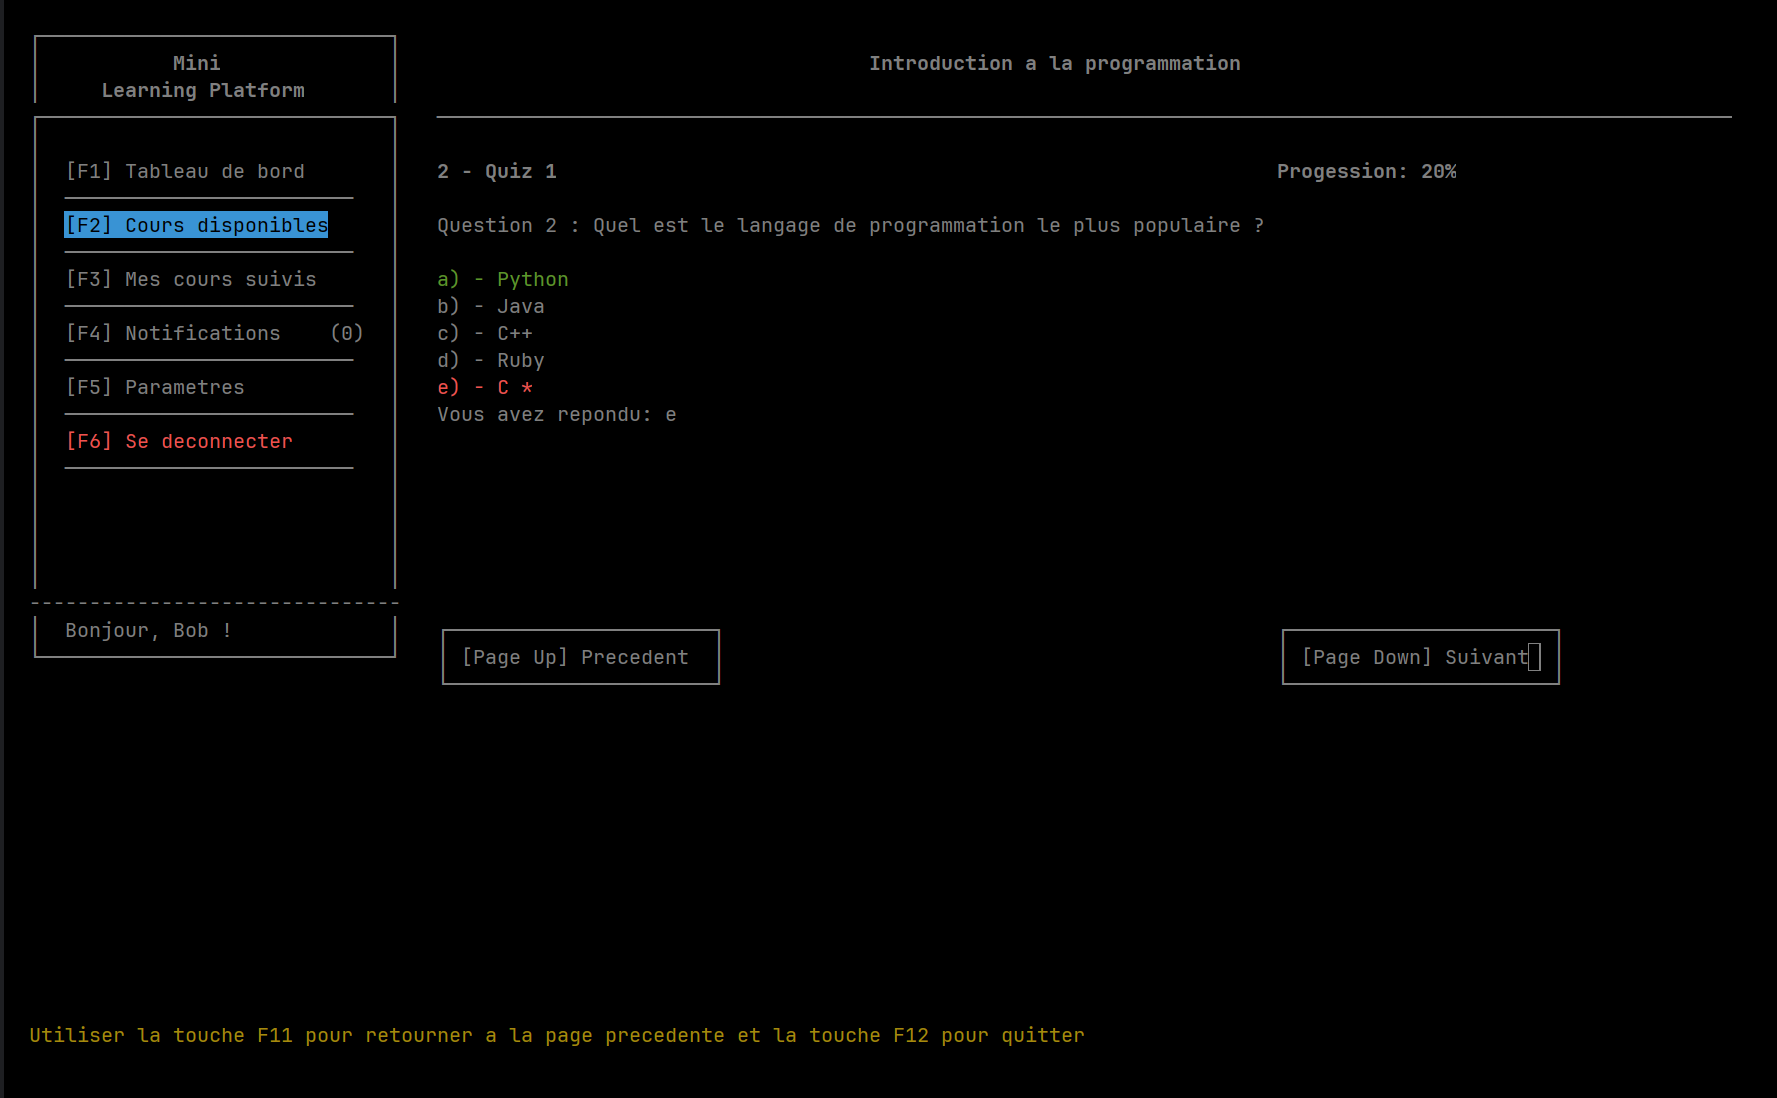 Mini
Learning Platform
[F1] Tableau de bord
[F2] Cours disponibles
[F3] Mes cours suivis
[F4] Notifications (0)
[F5] Parametres
[F6] Se deconnecter
Bonjour, Bob !
Introduction a la programmation
2 - Quiz 1
Progession: 20%
Question 2 : Quel est le langage de programmation le plus populaire ?
a) - Python
b) - Java
c) - C++
d) - Ruby
e) - C *
Vous avez repondu: e
[Page Up] Precedent
[Page Down] Suivant
Utiliser la touche F11 pour retourner a la page precedente et la touche F12 pour quitter